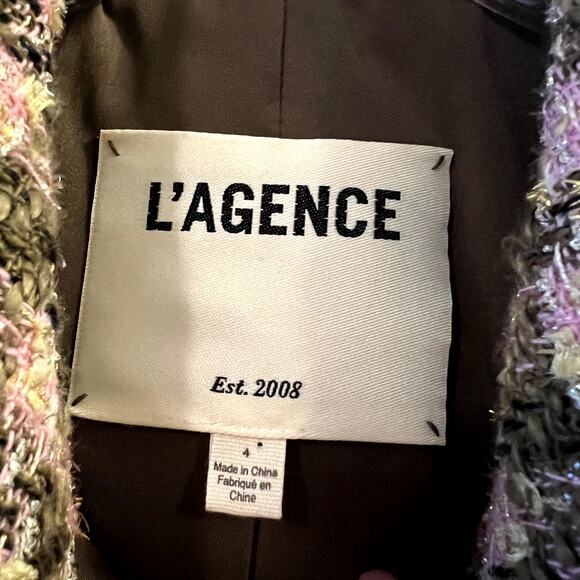 L'AGENCE
Est. 2008
4
Made in China
Fabriqué en
Chine